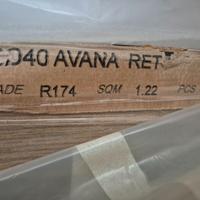 D40 AVANA RET
ADE R174 SQM 1.22 PCS